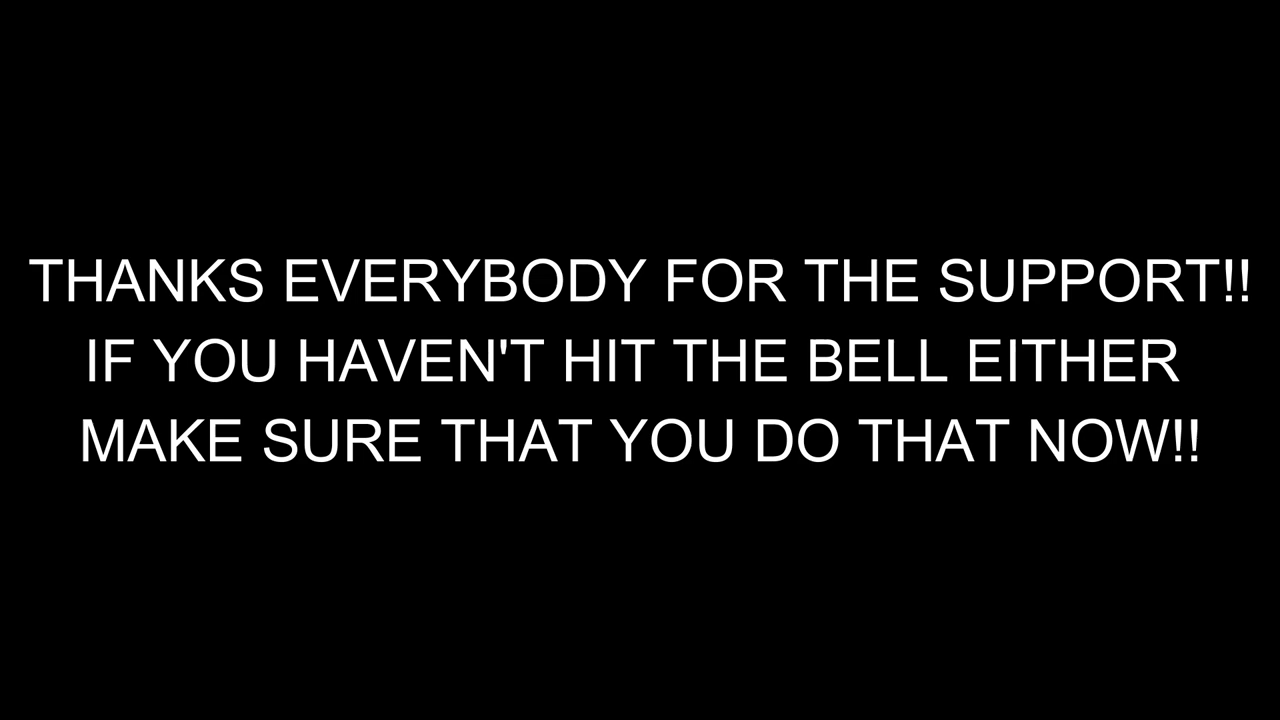 THANKS EVERYBODY FOR THE SUPPORT!!
IF YOU HAVEN'T HIT THE BELL EITHER
MAKE SURE THAT YOU DO THAT NOW!!